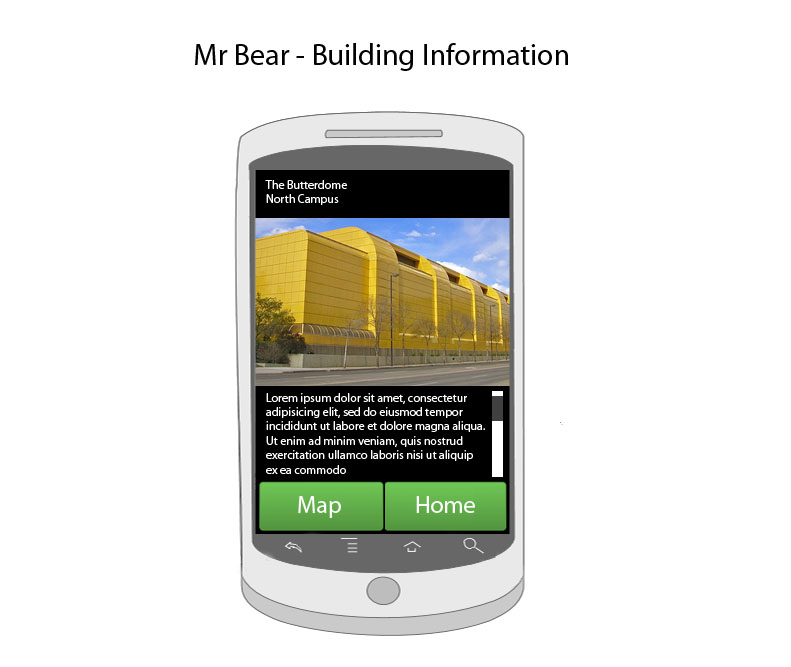 Mr Bear - Building Information
The Butterdome
North Campus
Lorem ipsum dolor sit amet, consectetur
adipisicing elit, sed do eiusmod tempor
incididunt ut labore et dolore magna aliqua.
Ut enim ad minim veniam, quis nostrud
exercitation ullamco laboris nisi ut aliquip
ex ea commodo
Map
Home